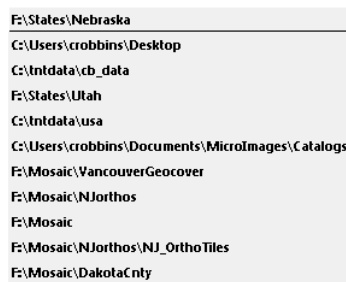 F:\States\Nebraska
C:\Users\crobbins\Desktop
C:\tntdata\cb_data
F:\States\Utah
C:\tntdata\usa
C:\Users\crobbins\Documents\MicroImages\Catalogs
F:\Mosaic\VancouverGeocover
F:\Mosaic\NJorthos
F:\Mosaic
F:\Mosaic\NJorthos\NJ_OrthoTiles
F:\Mosaic\DakotaCnty